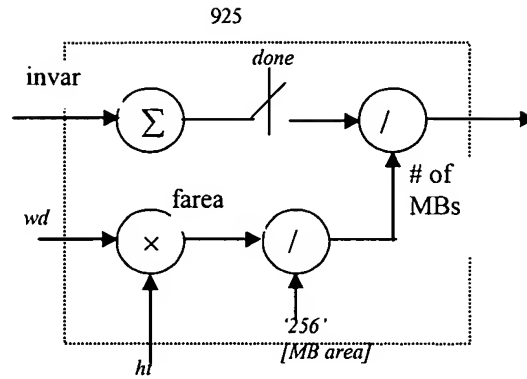 925
done
invar
Σ
/
# of
MBs
farea
wd
×
/
'256'
[MB area]
ht